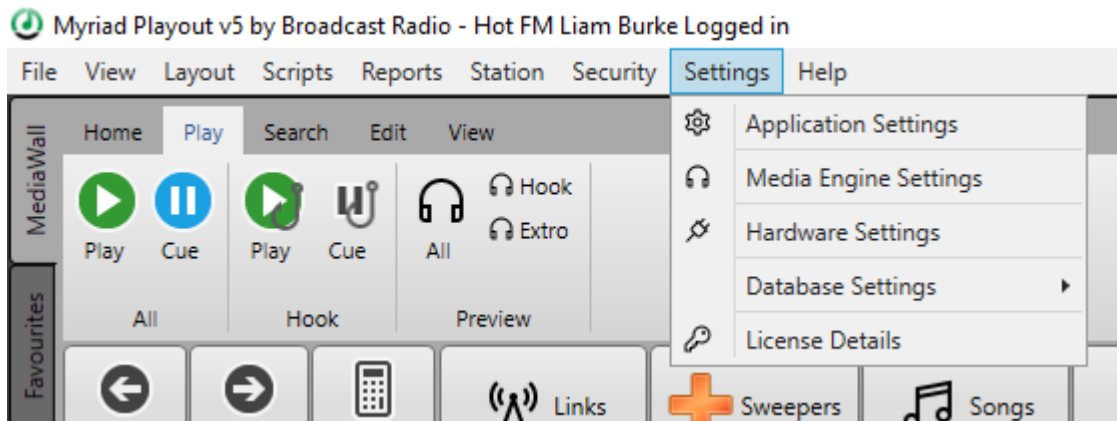 Myriad Playout v5 by Broadcast Radio - Hot FM Liam Burke Logged in
File View Layout Scripts Reports Station Security Settings Help
MediaWall
Favourites
Home Play Search Edit View
Play Cue Play Cue All Hook
Extro
All Hook Preview
Application Settings
Media Engine Settings
Hardware Settings
Database Settings
License Details
Links Sweepers Songs